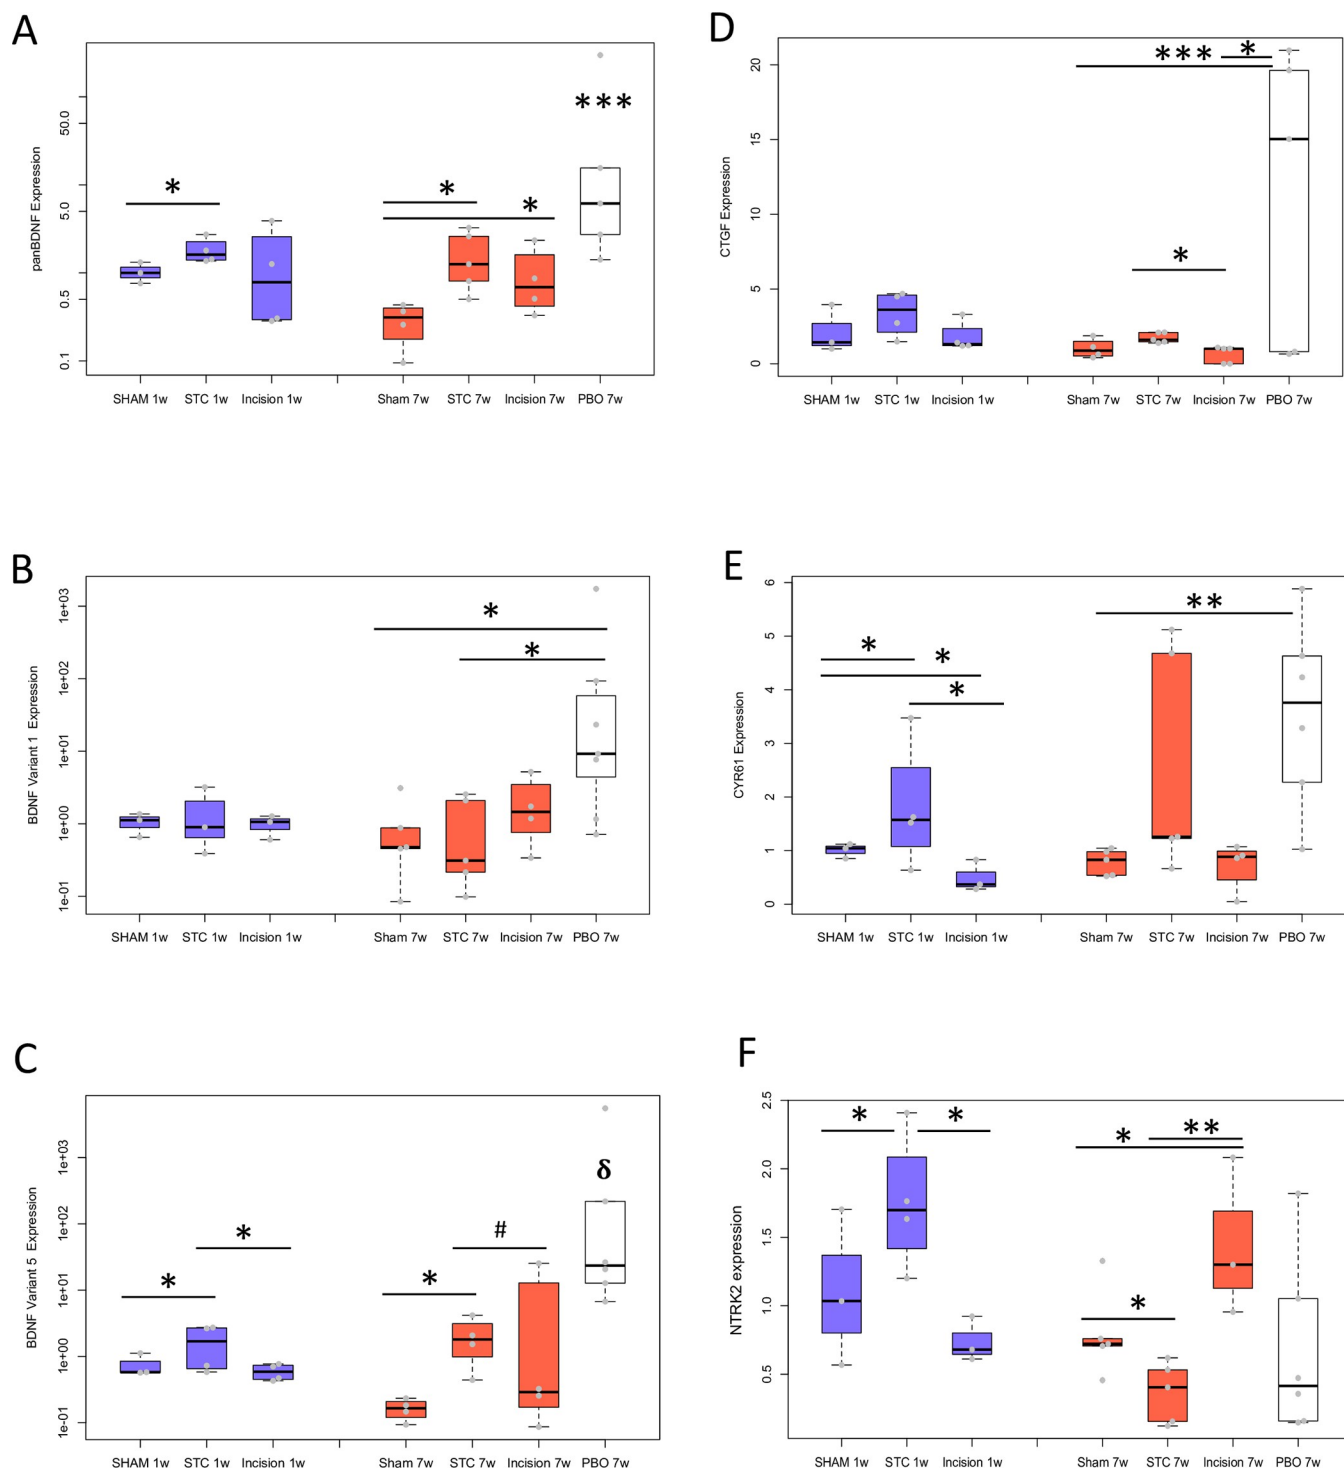 A
panBDNF Expression
50.0
5.0
0.5
0.1
*
*
*
***
SHAM 1w
STC 1w
Incision 1w
Sham 7w
STC 7w
Incision 7w
PBO 7w
D
CTGF Expression
20
15
10
5
0
***
*
*
SHAM 1w
STC 1w
Incision 1w
Sham 7w
STC 7w
Incision 7w
PBO 7w
B
BDNF Variant 1 Expression
1e+03
1e+02
1e+01
1e+00
1e-01
*
*
SHAM 1w
STC 1w
Incision 1w
Sham 7w
STC 7w
Incision 7w
PBO 7w
E
CYR61 Expression
6
5
4
3
2
1
0
*
*
*
**
SHAM 1w
STC 1w
Incision 1w
Sham 7w
STC 7w
Incision 7w
PBO 7w
C
BDNF Variant 5 Expression
1e+03
1e+02
1e+01
1e+00
1e-01
*
*
*
#
δ
SHAM 1w
STC 1w
Incision 1w
Sham 7w
STC 7w
Incision 7w
PBO 7w
F
NTRK2 expression
2.5
2.0
1.5
1.0
0.5
*
*
*
**
*
SHAM 1w
STC 1w
Incision 1w
Sham 7w
STC 7w
Incision 7w
PBO 7w